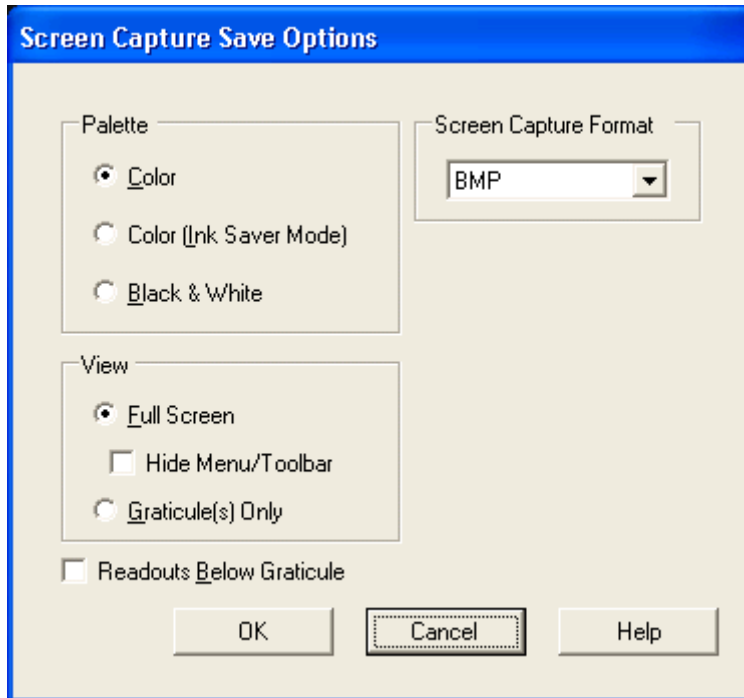 Screen Capture Save Options
Palette
Color
Color (Ink Saver Mode)
Black & White
Screen Capture Format
BMP
View
Full Screen
Hide Menu/Toolbar
Graticule(s) Only
Readouts Below Graticule
OK
Cancel
Help